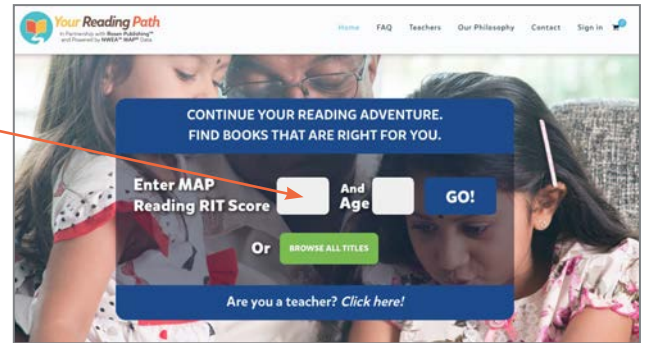 Your Reading Path
In Partnership with Rosen Publishing™
and Powered by NWEA™ MAP® Data
Home FAQ Teachers Our Philosophy Contact Sign in
CONTINUE YOUR READING ADVENTURE.
FIND BOOKS THAT ARE RIGHT FOR YOU.
Enter MAP
Reading RIT Score
And
Age
GO!
Or
BROWSE ALL TITLES
Are you a teacher? Click here!